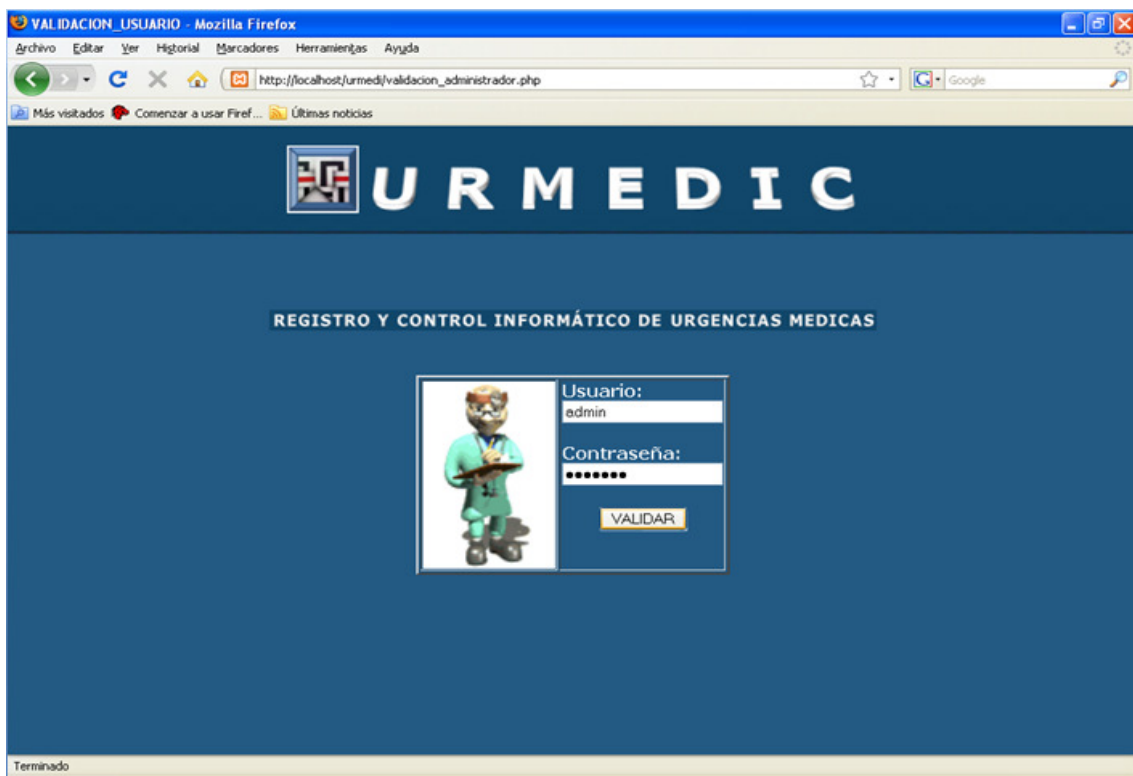 VALIDACION_USUARIO - Mozilla Firefox
Archivo Editar Ver Historial Marcadores Herramientas Ayuda
http://localhost/urmedi/validacion_administrador.php
Google
Más visitados Comenzar a usar Firef... Últimas noticias
URMEDIC
REGISTRO Y CONTROL INFORMÁTICO DE URGENCIAS MEDICAS
Usuario:
admin
Contraseña:
•••••••
VALIDAR
Terminado